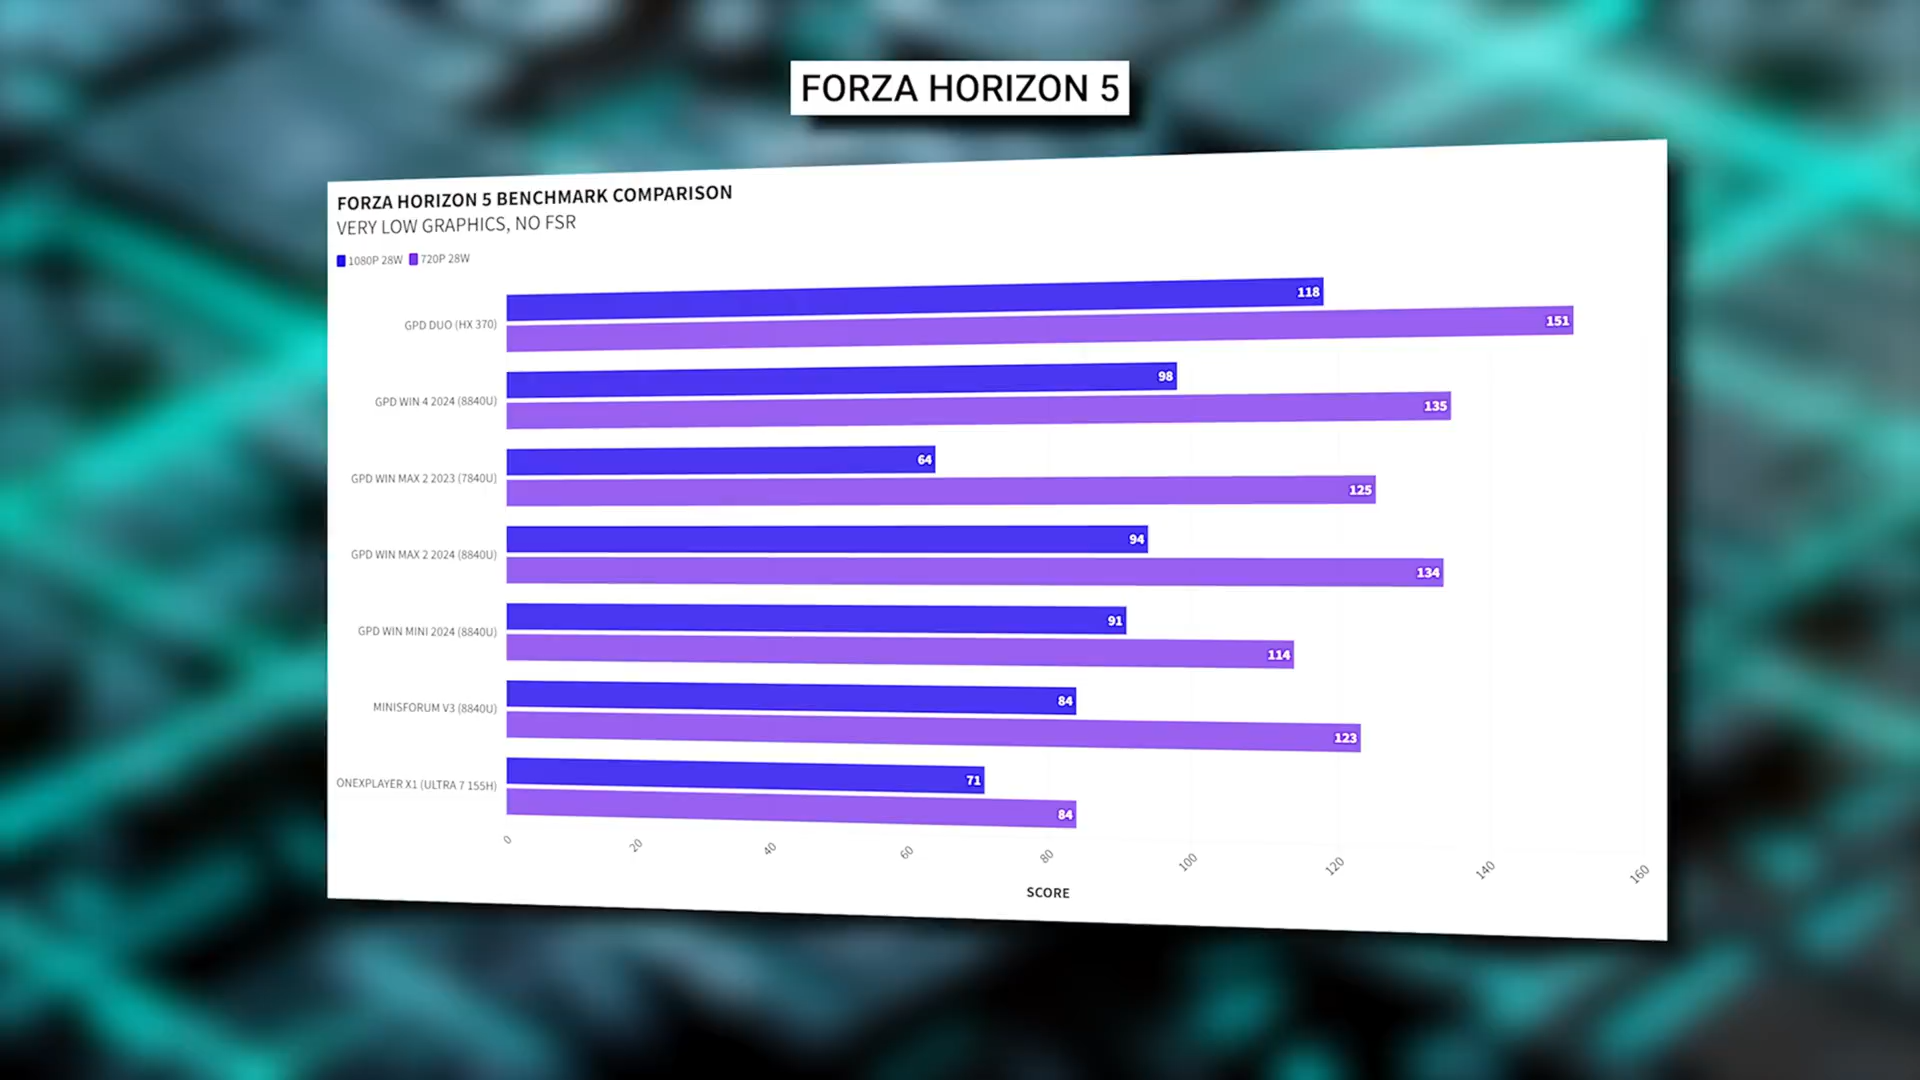 FORZA HORIZON 5
FORZA HORIZON 5 BENCHMARK COMPARISON
VERY LOW GRAPHICS, NO FSR
1080P 28W 720P 28W
GPD DUO (HX 370)
118
151
GPD WIN 4 2024 (8840U)
98
135
GPD WIN MAX 2 2023 (7840U)
64
125
GPD WIN MAX 2 2024 (8840U)
94
134
GPD WIN MINI 2024 (8840U)
91
114
MINISFORUM V3 (8840U)
84
123
ONEXPLAYER X1 (ULTRA 7 155H)
71
84
0 20 40 60 80 100 120 140 160
SCORE